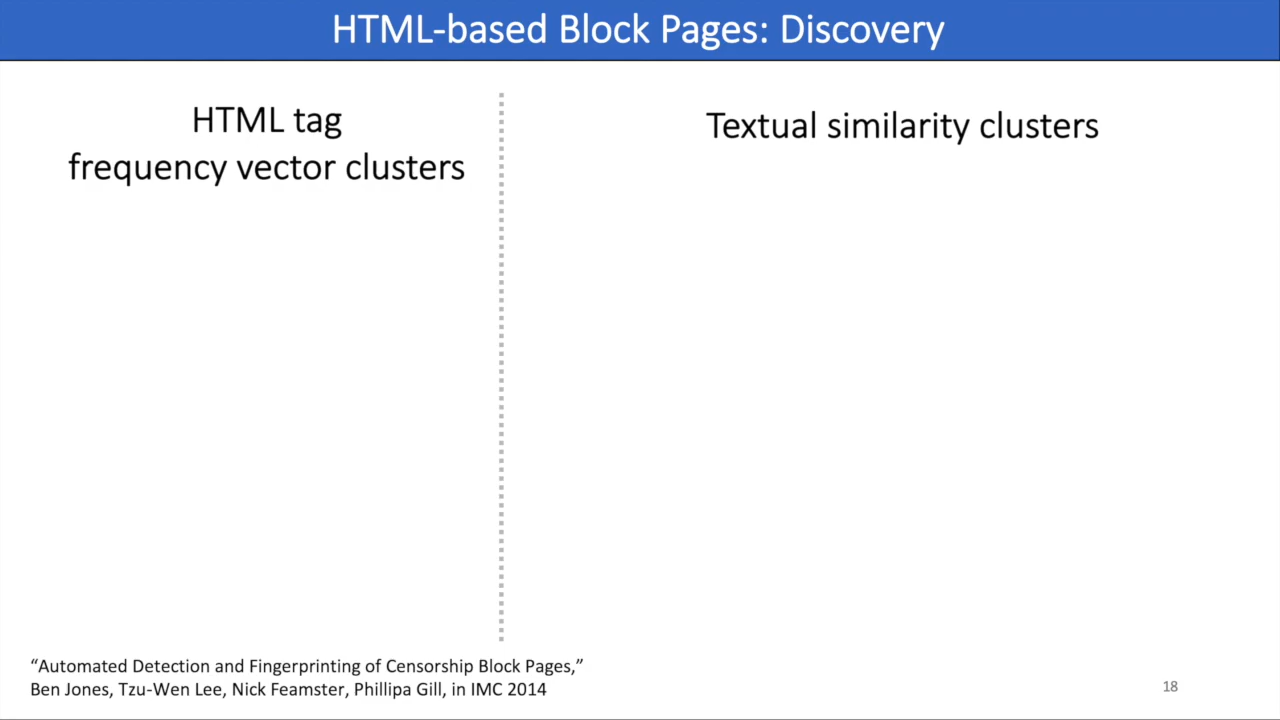 HTML-based Block Pages: Discovery
HTML tag
frequency vector clusters
Textual similarity clusters
“Automated Detection and Fingerprinting of Censorship Block Pages,”
Ben Jones, Tzu-Wen Lee, Nick Feamster, Phillipa Gill, in IMC 2014
18